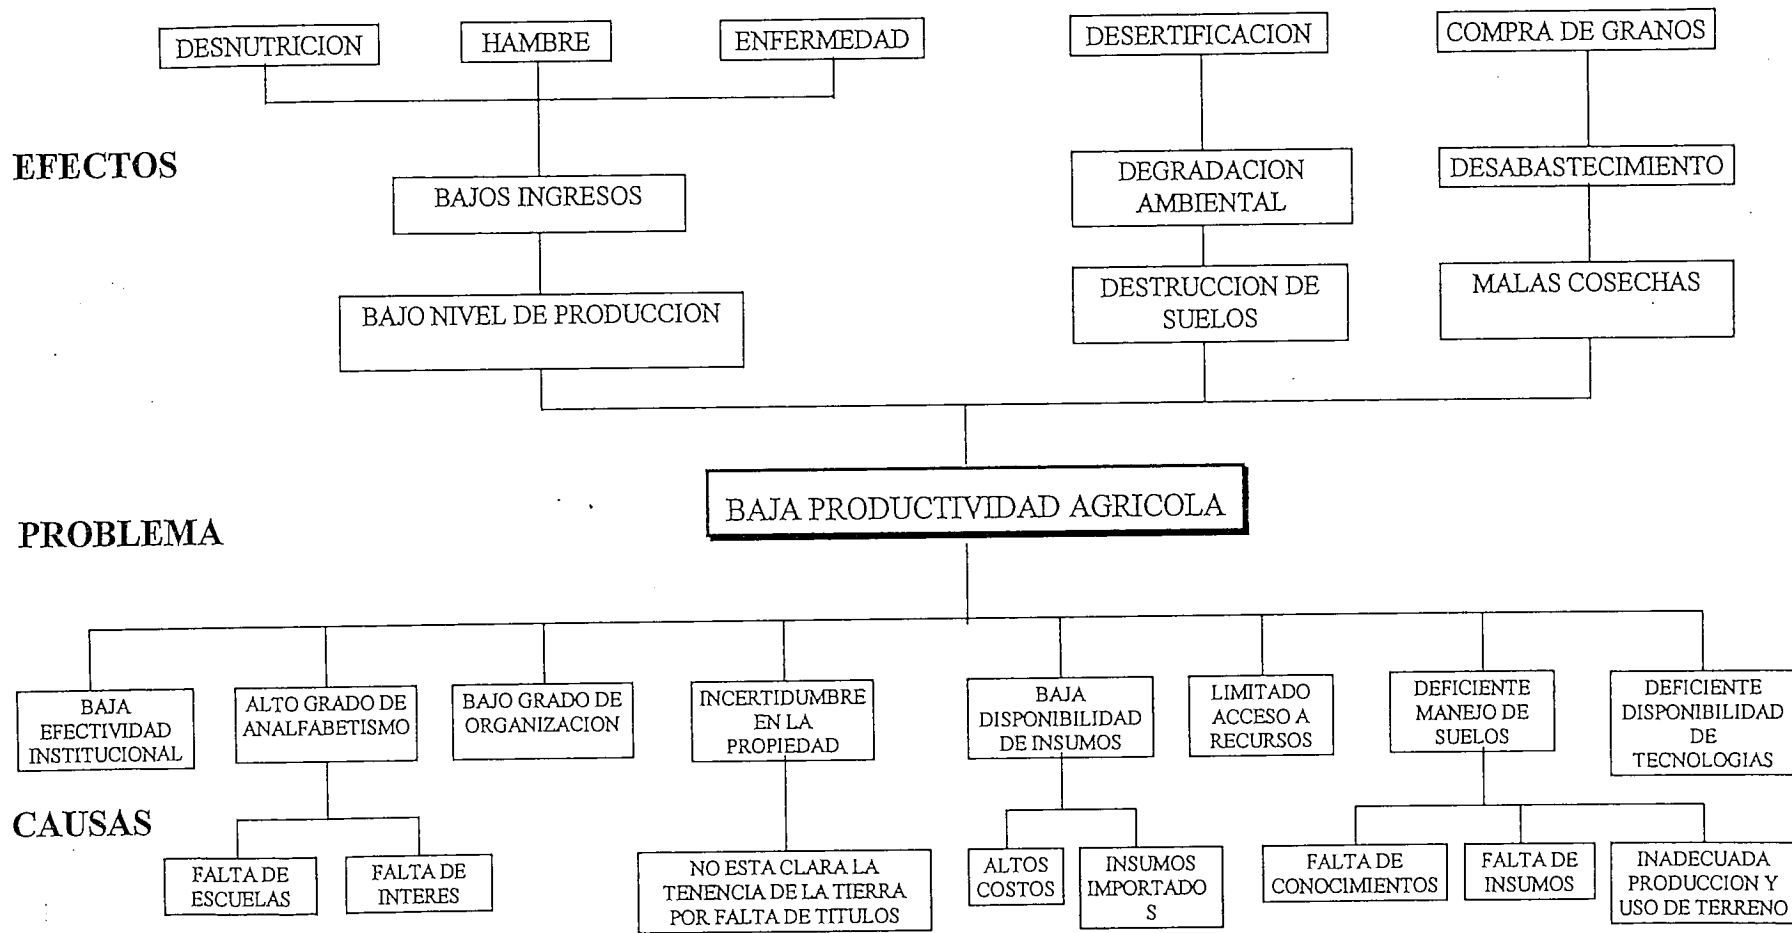 DESNUTRICION
HAMBRE
ENFERMEDAD
DESERTIFICACION
COMPRA DE GRANOS
EFECTOS
BAJOS INGRESOS
DEGRADACION
AMBIENTAL
DESABASTECIMIENTO
BAJO NIVEL DE PRODUCCION
DESTRUCCION DE
SUELOS
MALAS COSECHAS
PROBLEMA
BAJA PRODUCTIVIDAD AGRICOLA
BAJA
EFECTIVIDAD
INSTITUCIONAL
ALTO GRADO DE
ANALFABETISMO
BAJO GRADO DE
ORGANIZACION
INCERTIDUMBRE
EN LA
PROPIEDAD
BAJA
DISPONIBILIDAD
DE INSUMOS
LIMITADO
ACCESO A
RECURSOS
DEFICIENTE
MANEJO DE
SUELOS
DEFICIENTE
DISPONIBILIDAD
DE
TECNOLOGIAS
CAUSAS
FALTA DE
ESCUELAS
FALTA DE
INTERES
NO ESTA CLARA LA
TENENCIA DE LA TIERRA
POR FALTA DE TITULOS
ALTOS
COSTOS
INSUMOS
IMPORTADO
S
FALTA DE
CONOCIMIENTOS
FALTA DE
INSUMOS
INADECUADA
PRODUCCION Y
USO DE TERRENO